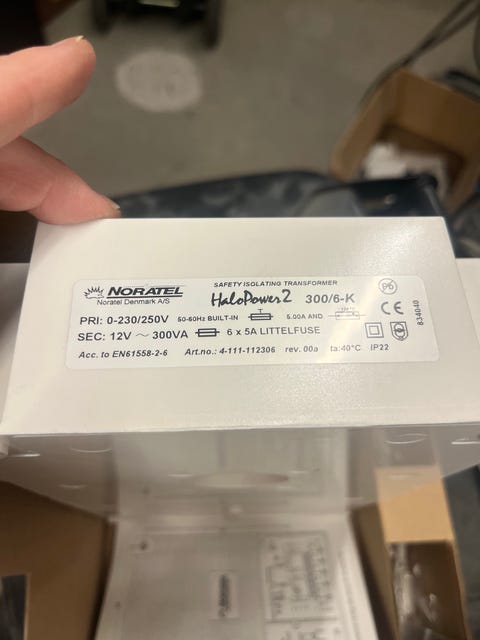 SAFETY ISOLATING TRANSFORMER
NORATEL HaloPower2 300/6-K
Noratel Denmark A/S
PRI: 0-230/250V 50-60Hz BUILT-IN 5.00A AND
SEC: 12V ~ 300VA 6 x 5A LITTELFUSE
Acc. to EN61558-2-6 Art.no.: 4-111-112306 rev. 00a ta:40°C IP22
Pb
CE
834040